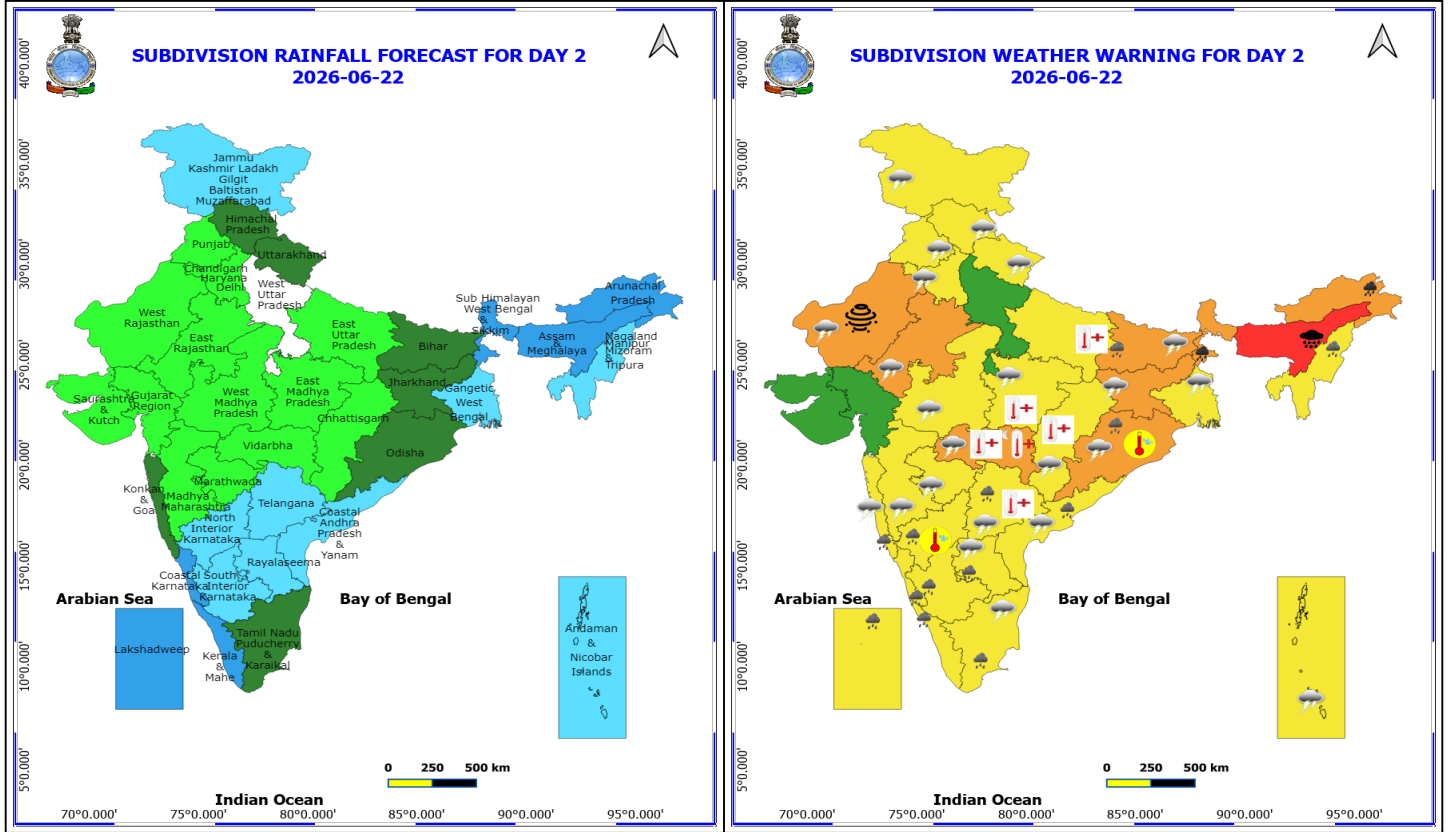 SUBDIVISION RAINFALL FORECAST FOR DAY 2
2026-06-22
40°0.000'
35°0.000'
30°0.000'
25°0.000'
20°0.000'
15°0.000'
10°0.000'
5°0.000'
Jammu
Kashmir Ladakh
Gilgit
Baltistan
Muzaffarabad
Himachal
Pradesh
Punjab
Uttarakhand
Chandigarh
Haryana
Delhi
West
Uttar
Pradesh
West
Rajasthan
East
Rajasthan
East
Uttar
Pradesh
Bihar
Sub Himalayan
West Bengal
&
Sikkim
Arunachal
Pradesh
Assam
&
Meghalaya
Nagaland
Manipur
Mizoram
&
Tripura
Jharkhand
Gangetic
West
Bengal
Saurashtra
&
Kutch
Gujarat
Region
West
Madhya
Pradesh
East
Madhya
Pradesh
Chhattisgarh
Vidarbha
Odisha
Konkan
&
Goa
Marathwada
Madhya
Maharashtra
Telangana
North
Interior
Karnataka
Coastal
Andhra
Pradesh
&
Yanam
Rayalaseema
Coastal
Karnataka
South
Interior
Karnataka
Arabian Sea
Bay of Bengal
Lakshadweep
Kerala
&
Mahe
Tamil Nadu
Puducherry
&
Karaikal
Andaman
&
Nicobar
Islands
0 250 500 km
Indian Ocean
70°0.000' 75°0.000' 80°0.000' 85°0.000' 90°0.000' 95°0.000'
SUBDIVISION WEATHER WARNING FOR DAY 2
2026-06-22
40°0.000'
35°0.000'
30°0.000'
25°0.000'
20°0.000'
15°0.000'
10°0.000'
5°0.000'
Arabian Sea
Bay of Bengal
0 250 500 km
Indian Ocean
70°0.000' 75°0.000' 80°0.000' 85°0.000' 90°0.000' 95°0.000'